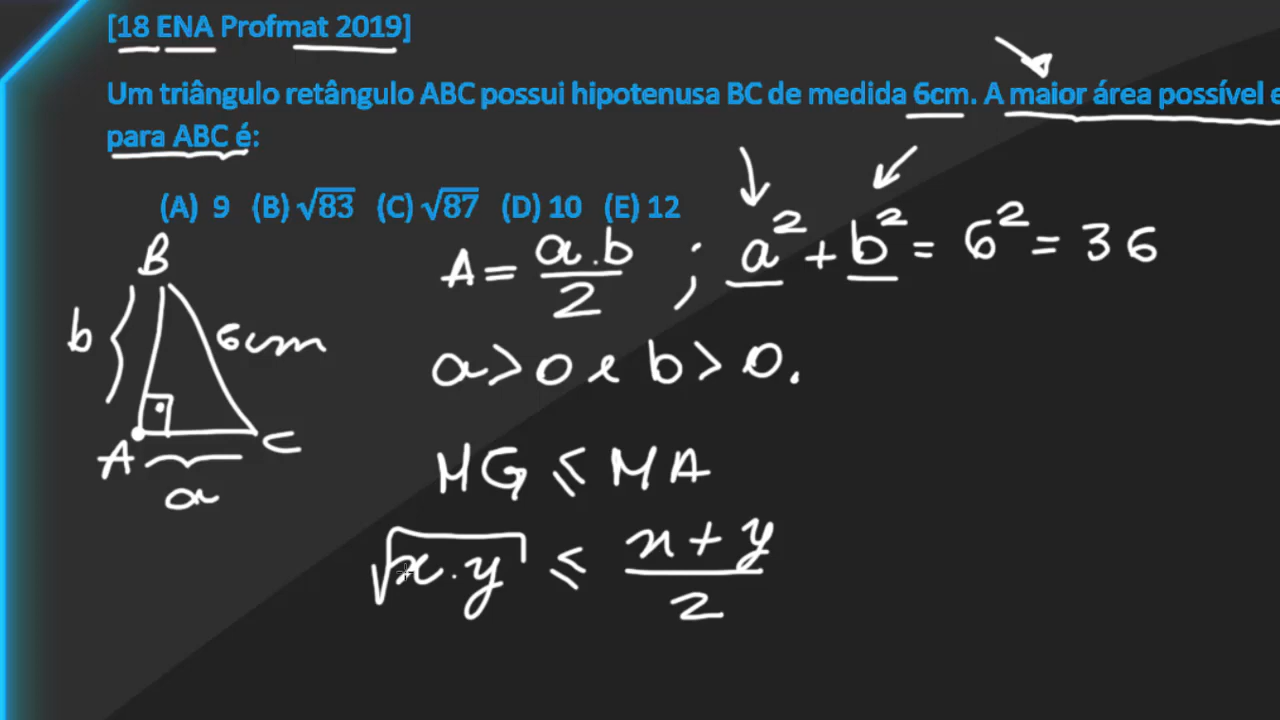 [18 ENA Profmat 2019]
Um triângulo retângulo ABC possui hipotenusa BC de medida 6cm. A maior área possível
para ABC é:
(A) 9 (B) √83 (C) √87 (D) 10 (E) 12
A = a.b/2 ; a² + b² = 6² = 36
B
b
6cm
A
C
a
a > 0 e b > 0.
MG ≤ MA
√x.y ≤ x + y/2